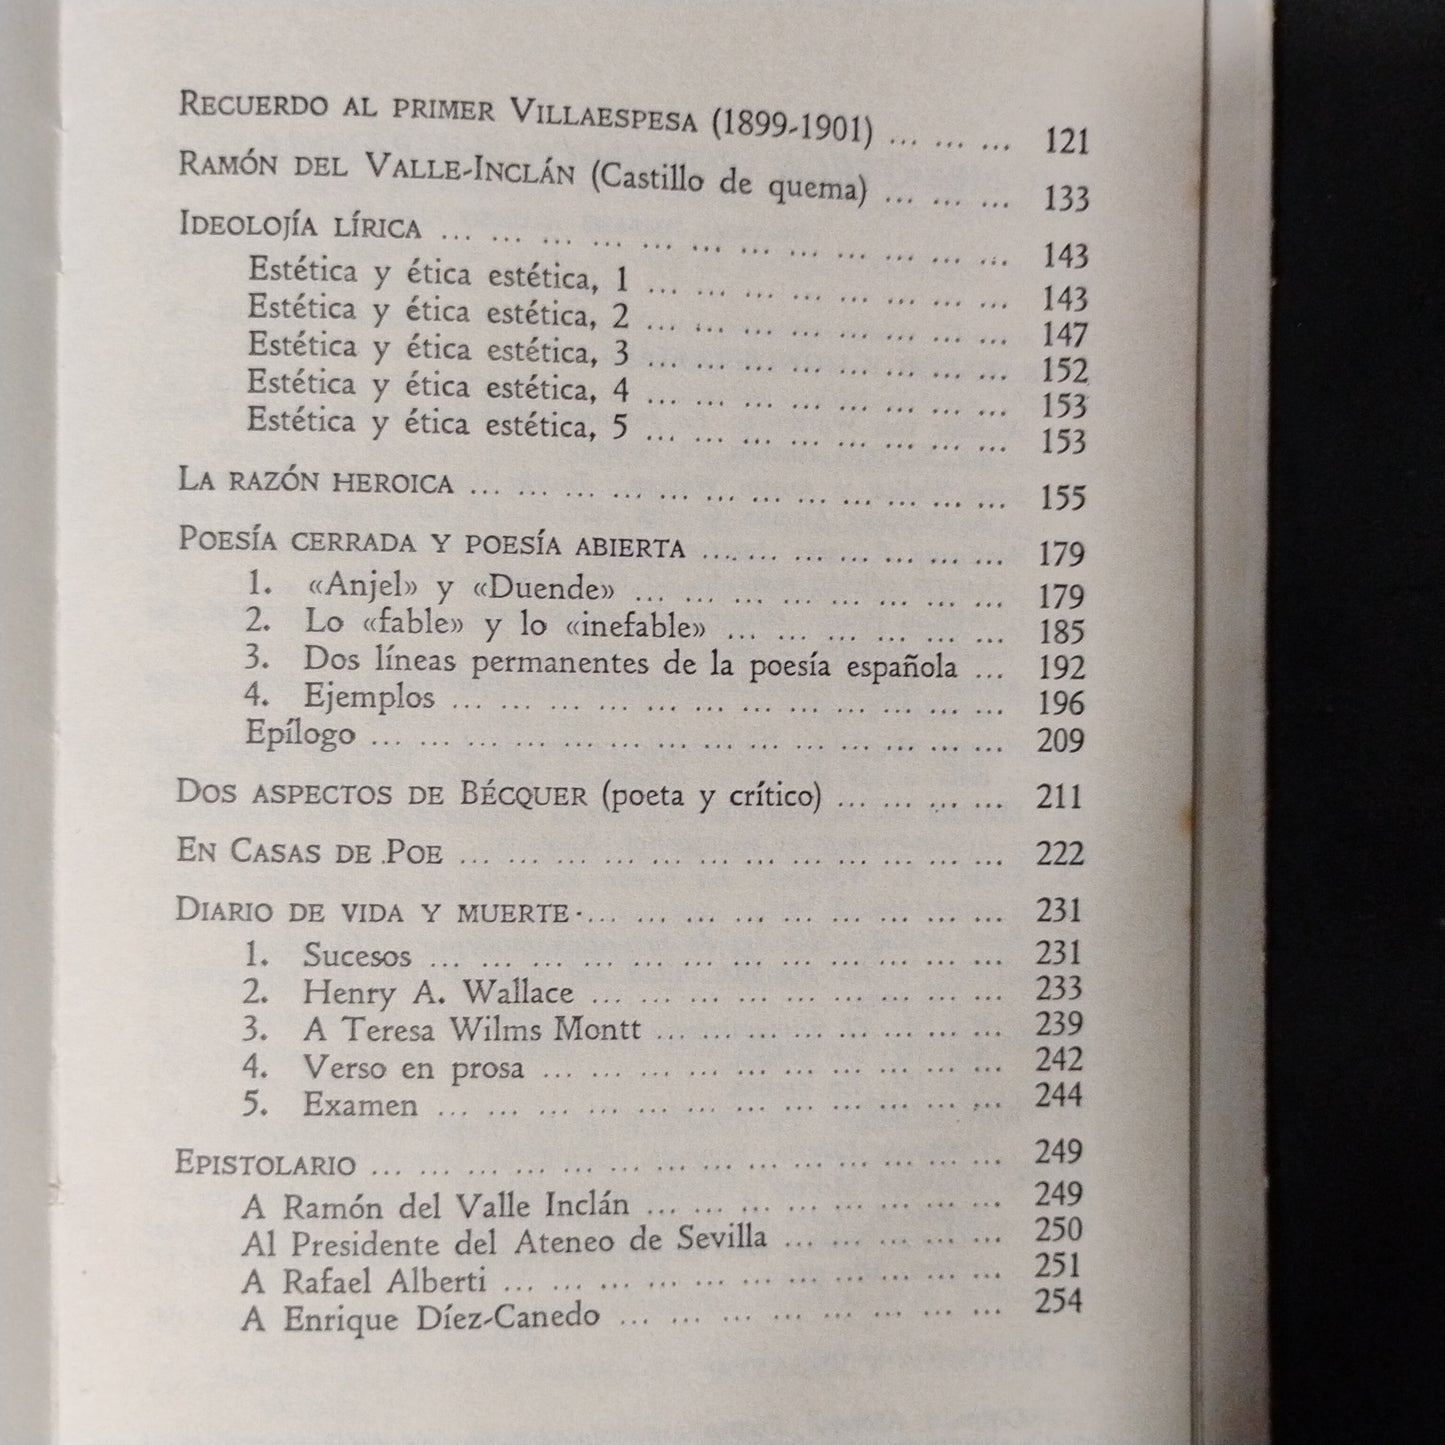 RECUERDO AL PRIMER VILLAESPESA (1899-1901) ... ... ... 121
RAMÓN DEL VALLE-INCLÁN (Castillo de quema) ... ... ... 133
IDEOLOJÍA LÍRICA ... ... ... ... ... ... ... ... ... ... ... ... 143
Estética y ética estética, 1 ... ... ... ... ... ... ... ... 143
Estética y ética estética, 2 ... ... ... ... ... ... ... ... 147
Estética y ética estética, 3 ... ... ... ... ... ... ... ... 152
Estética y ética estética, 4 ... ... ... ... ... ... ... ... 153
Estética y ética estética, 5 ... ... ... ... ... ... ... ... 153
LA RAZÓN HEROICA ... ... ... ... ... ... ... ... ... ... ... ... 155
POESÍA CERRADA Y POESÍA ABIERTA ... ... ... ... ... ... ... 179
1. «Anjel» y «Duende» ... ... ... ... ... ... ... ... 179
2. Lo «fable» y lo «inefable» ... ... ... ... ... ... 185
3. Dos líneas permanentes de la poesía española ... 192
4. Ejemplos ... ... ... ... ... ... ... ... ... ... ... ... 196
Epílogo ... ... ... ... ... ... ... ... ... ... ... ... ... ... 209
DOS ASPECTOS DE BÉCQUER (poeta y crítico) ... ... ... ... 211
EN CASAS DE POE ... ... ... ... ... ... ... ... ... ... ... ... 222
DIARIO DE VIDA Y MUERTE ... ... ... ... ... ... ... ... ... 231
1. Sucesos ... ... ... ... ... ... ... ... ... ... ... ... 231
2. Henry A. Wallace ... ... ... ... ... ... ... ... ... 233
3. A Teresa Wilms Montt ... ... ... ... ... ... ... ... 239
4. Verso en prosa ... ... ... ... ... ... ... ... ... ... 242
5. Examen ... ... ... ... ... ... ... ... ... ... ... ... 244
EPISTOLARIO ... ... ... ... ... ... ... ... ... ... ... ... ... ... 249
A Ramón del Valle Inclán ... ... ... ... ... ... ... ... 249
Al Presidente del Ateneo de Sevilla ... ... ... ... ... 250
A Rafael Alberti ... ... ... ... ... ... ... ... ... ... ... 251
A Enrique Díez-Canedo ... ... ... ... ... ... ... ... 254